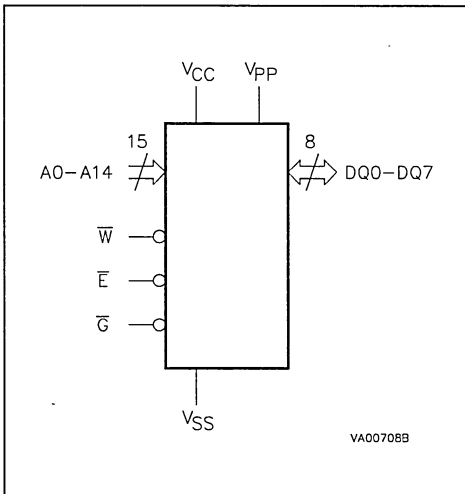 VCC VPP
15 8
A0-A14 DQ0-DQ7
W
E
G
VSS
VA00708B